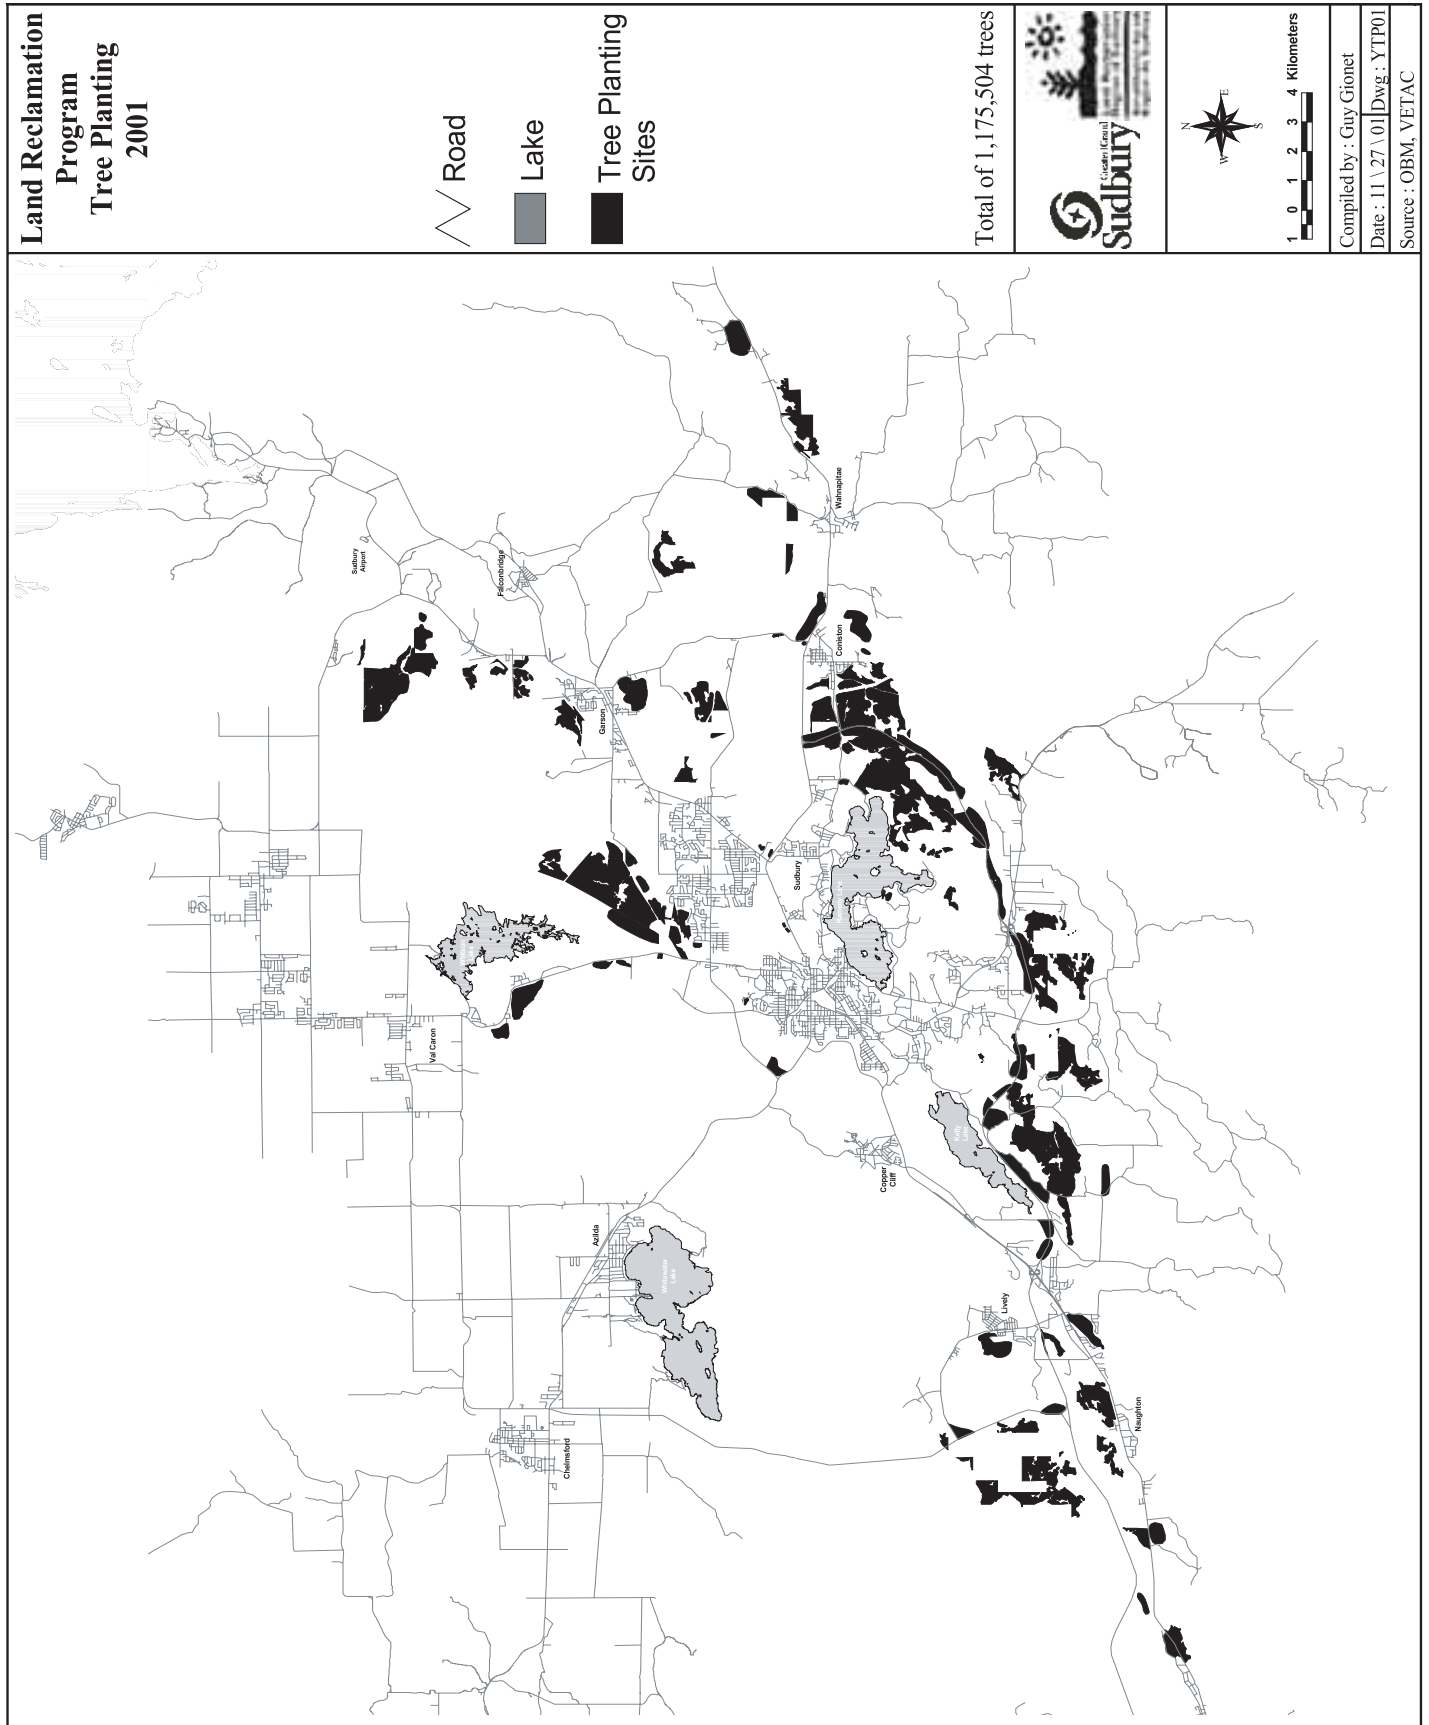 Land Reclamation
Program
Tree Planting
2001
Road
Lake
Tree Planting
Sites
Total of 1,175,504 trees
Sudbury
N
W
E
S
1 0 1 2 3 4 Kilometers
Compiled by : Guy Gionet
Date : 11 \ 27 \ 01
Dwg : YTP01
Source : OBM, VETAC
Sudbury
Airport
Falconbridge
Wahnapitae
Coniston
Garson
Sudbury
Val Caron
Copper
Cliff
Kelly
Lake
Azilda
Whitewater
Lake
Lively
Naughton
Chelmsford